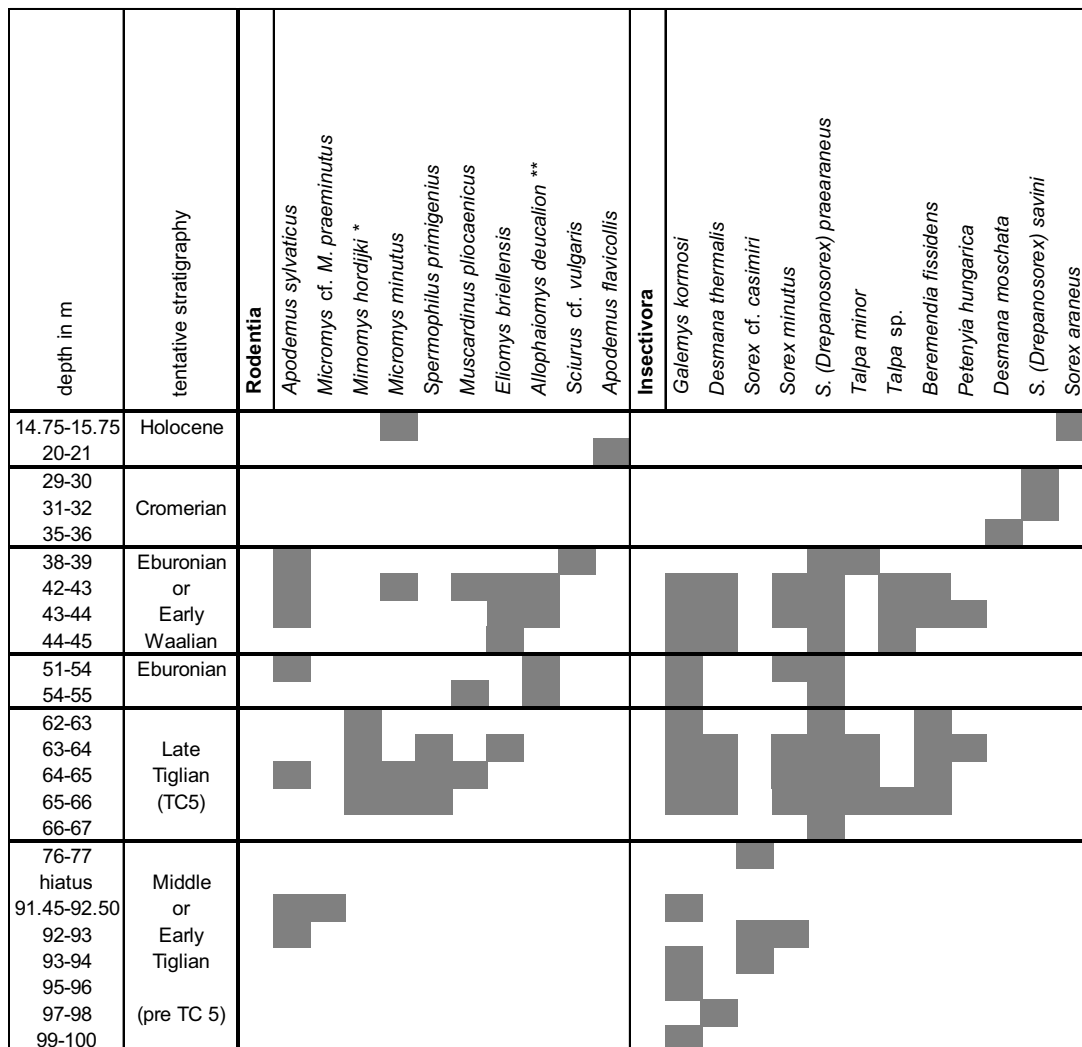 depth in m
tentative stratigraphy
Rodentia
Apodemus sylvaticus
Micromys cf. M. praeminutus
Mimomys hordijki *
Micromys minutus
Spermophilus primigenius
Muscardinus pliocaenicus
Eliomys briellensis
Allophaiomys deucalion **
Sciurus cf. vulgaris
Apodemus flavicollis
Insectivora
Galemys kormosi
Desmana thermalis
Sorex cf. casimiri
Sorex minutus
S. (Drepanosorex) praearaneus
Talpa minor
Talpa sp.
Beremendia fissidens
Petenyia hungarica
Desmana moschata
S. (Drepanosorex) savini
Sorex araneus
14.75-15.75 Holocene
20-21
29-30
31-32 Cromerian
35-36
38-39 Eburonian
42-43 or
43-44 Early
44-45 Waalian
51-54 Eburonian
54-55
62-63
63-64 Late
64-65 Tiglian
65-66 (TC5)
66-67
76-77
hiatus Middle
91.45-92.50 or
92-93 Early
93-94 Tiglian
95-96
97-98 (pre TC 5)
99-100